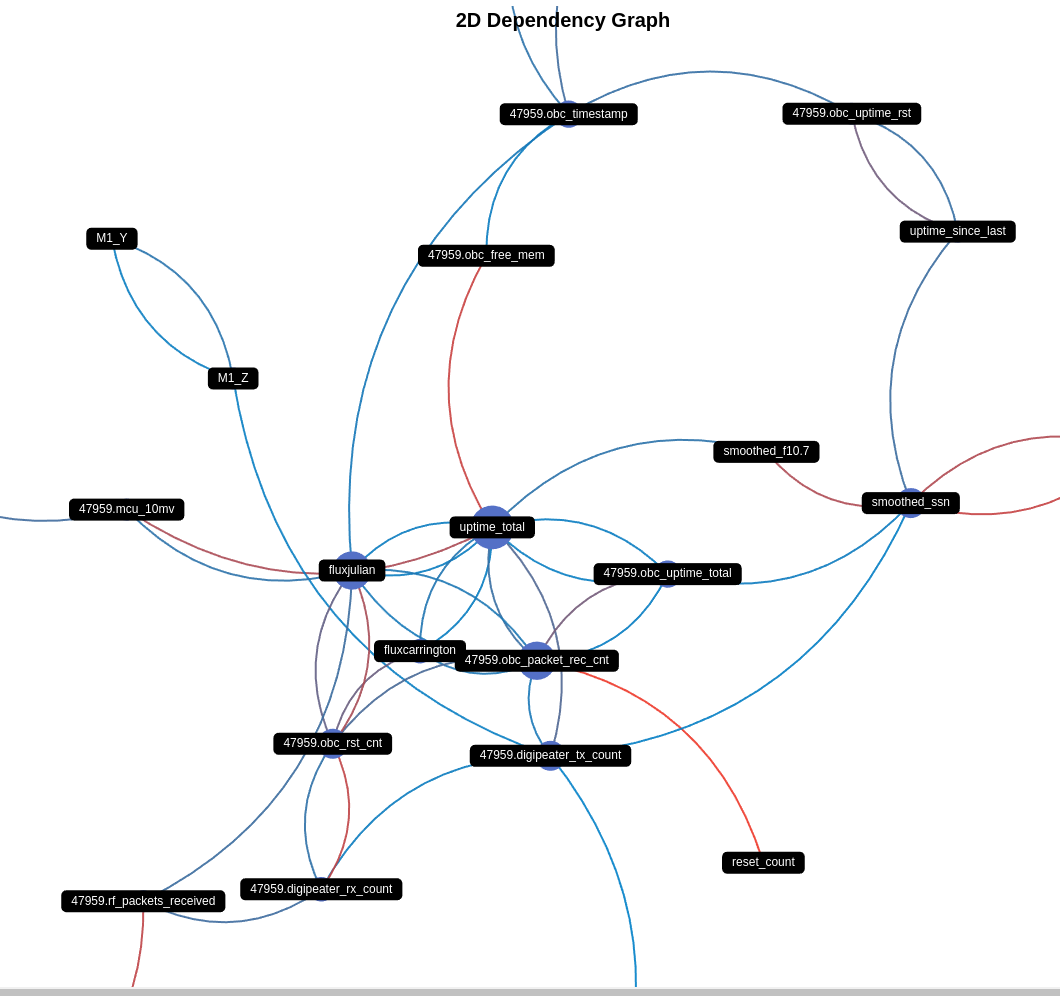 2D Dependency Graph
47959.obc_timestamp
47959.obc_uptime_rst
uptime_since_last
M1_Y
47959.obc_free_mem
M1_Z
smoothed_f10.7
smoothed_ssn
47959.mcu_10mv
uptime_total
fluxjulian
47959.obc_uptime_total
fluxcarrington
47959.obc_packet_rec_cnt
47959.obc_rst_cnt
47959.digipeater_tx_count
reset_count
47959.digipeater_rx_count
47959.rf_packets_received